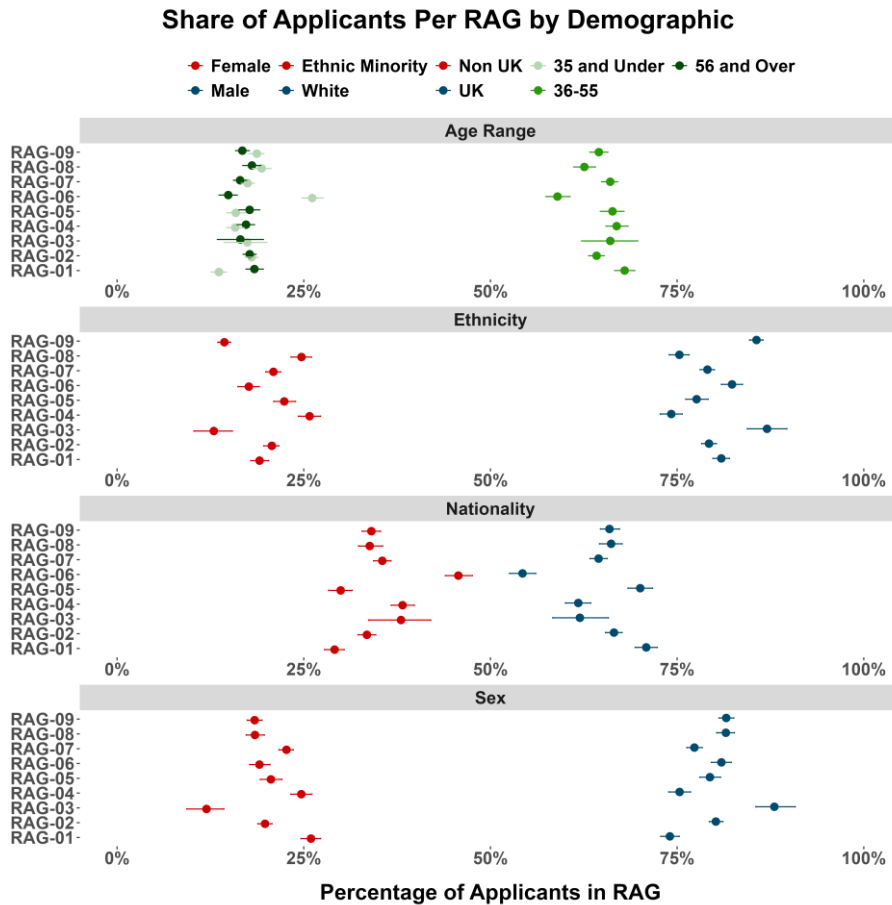 Share of Applicants Per RAG by Demographic
Female Ethnic Minority Non UK 35 and Under 56 and Over
Male White UK 36-55
Age Range
RAG-09
RAG-08
RAG-07
RAG-06
RAG-05
RAG-04
RAG-03
RAG-02
RAG-01
0% 25% 50% 75% 100%
Ethnicity
RAG-09
RAG-08
RAG-07
RAG-06
RAG-05
RAG-04
RAG-03
RAG-02
RAG-01
0% 25% 50% 75% 100%
Nationality
RAG-09
RAG-08
RAG-07
RAG-06
RAG-05
RAG-04
RAG-03
RAG-02
RAG-01
0% 25% 50% 75% 100%
Sex
RAG-09
RAG-08
RAG-07
RAG-06
RAG-05
RAG-04
RAG-03
RAG-02
RAG-01
0% 25% 50% 75% 100%
Percentage of Applicants in RAG